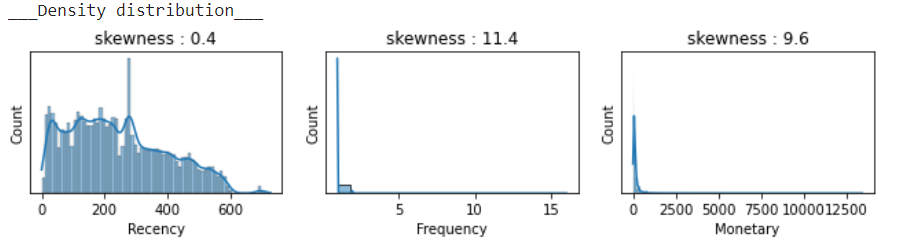 ___Density distribution___
skewness : 0.4
skewness : 11.4
skewness : 9.6
Count
Count
Count
0 200 400 600
5 10 15
0 2500 5000 7500 10000 12500
Recency
Frequency
Monetary